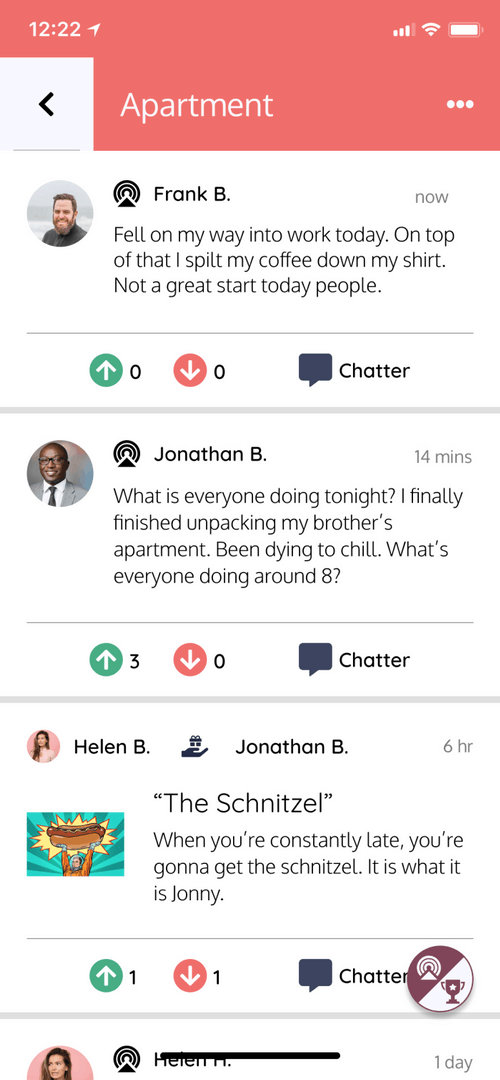 12:22
Apartment
Frank B.
now
Fell on my way into work today. On top
of that I spilt my coffee down my shirt.
Not a great start today people.
0 0 Chatter
Jonathan B.
14 mins
What is everyone doing tonight? I finally
finished unpacking my brother's
apartment. Been dying to chill. What's
everyone doing around 8?
3 0 Chatter
Helen B. Jonathan B. 6 hr
“The Schnitzel”
When you're constantly late, you're
gonna get the schnitzel. It is what it
is Jonny.
1 1 Chatter
Helen H.
1 day